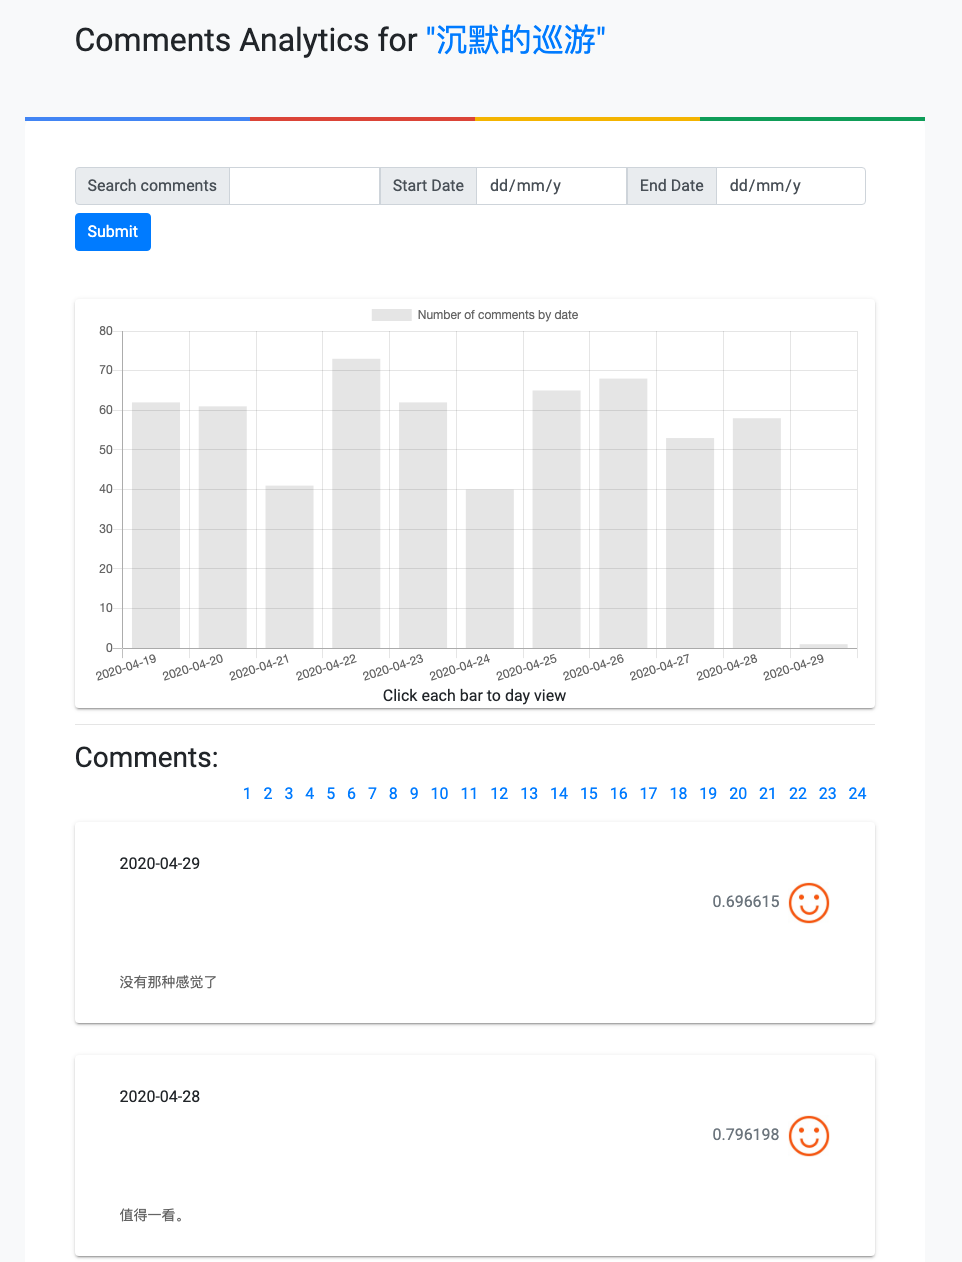 Comments Analytics for "沉默的巡游"
Search comments
Start Date dd/mm/y
End Date dd/mm/y
Submit
Number of comments by date
80
70
60
50
40
30
20
10
0
2020-04-19 2020-04-20 2020-04-21 2020-04-22 2020-04-23 2020-04-24 2020-04-25 2020-04-26 2020-04-27 2020-04-28 2020-04-29
Click each bar to day view
Comments:
1 2 3 4 5 6 7 8 9 10 11 12 13 14 15 16 17 18 19 20 21 22 23 24
2020-04-29
0.696615
没有那种感觉了
2020-04-28
0.796198
值得一看。